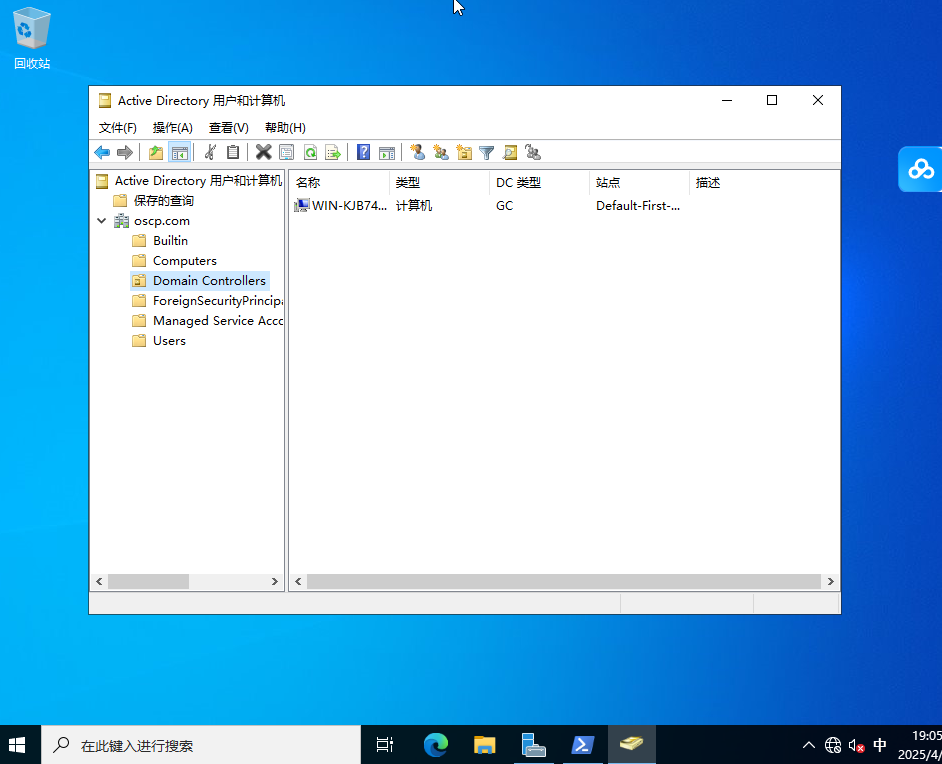 回收站
Active Directory 用户和计算机
文件(F) 操作(A) 查看(V) 帮助(H)
Active Directory 用户和计算机
保存的查询
oscp.com
Builtin
Computers
Domain Controllers
ForeignSecurityPrincip
Managed Service Acc
Users
名称 类型 DC 类型 站点 描述
WIN-KJB74... 计算机 GC Default-First-...
在此键入进行搜索
中
19:05
2025/4/